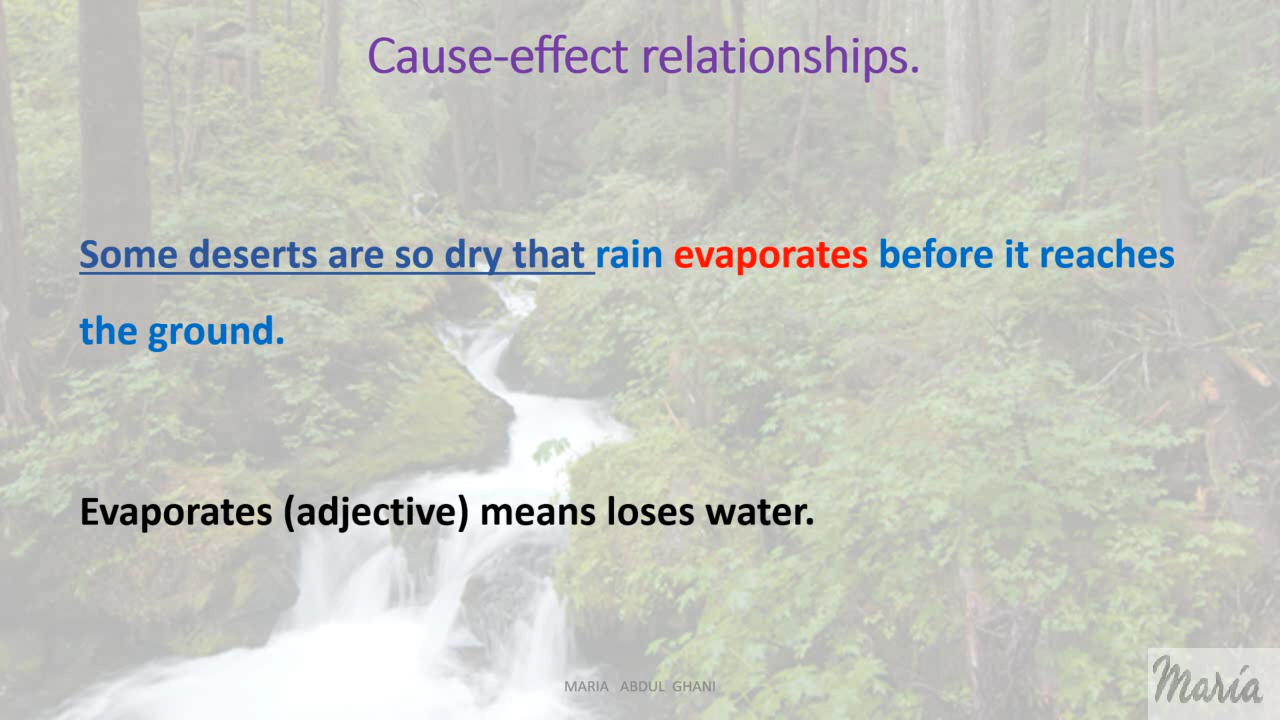 Cause-effect relationships.
Some deserts are so dry that rain evaporates before it reaches
the ground.
Evaporates (adjective) means loses water.
MARIA ABDUL GHANI
Maria